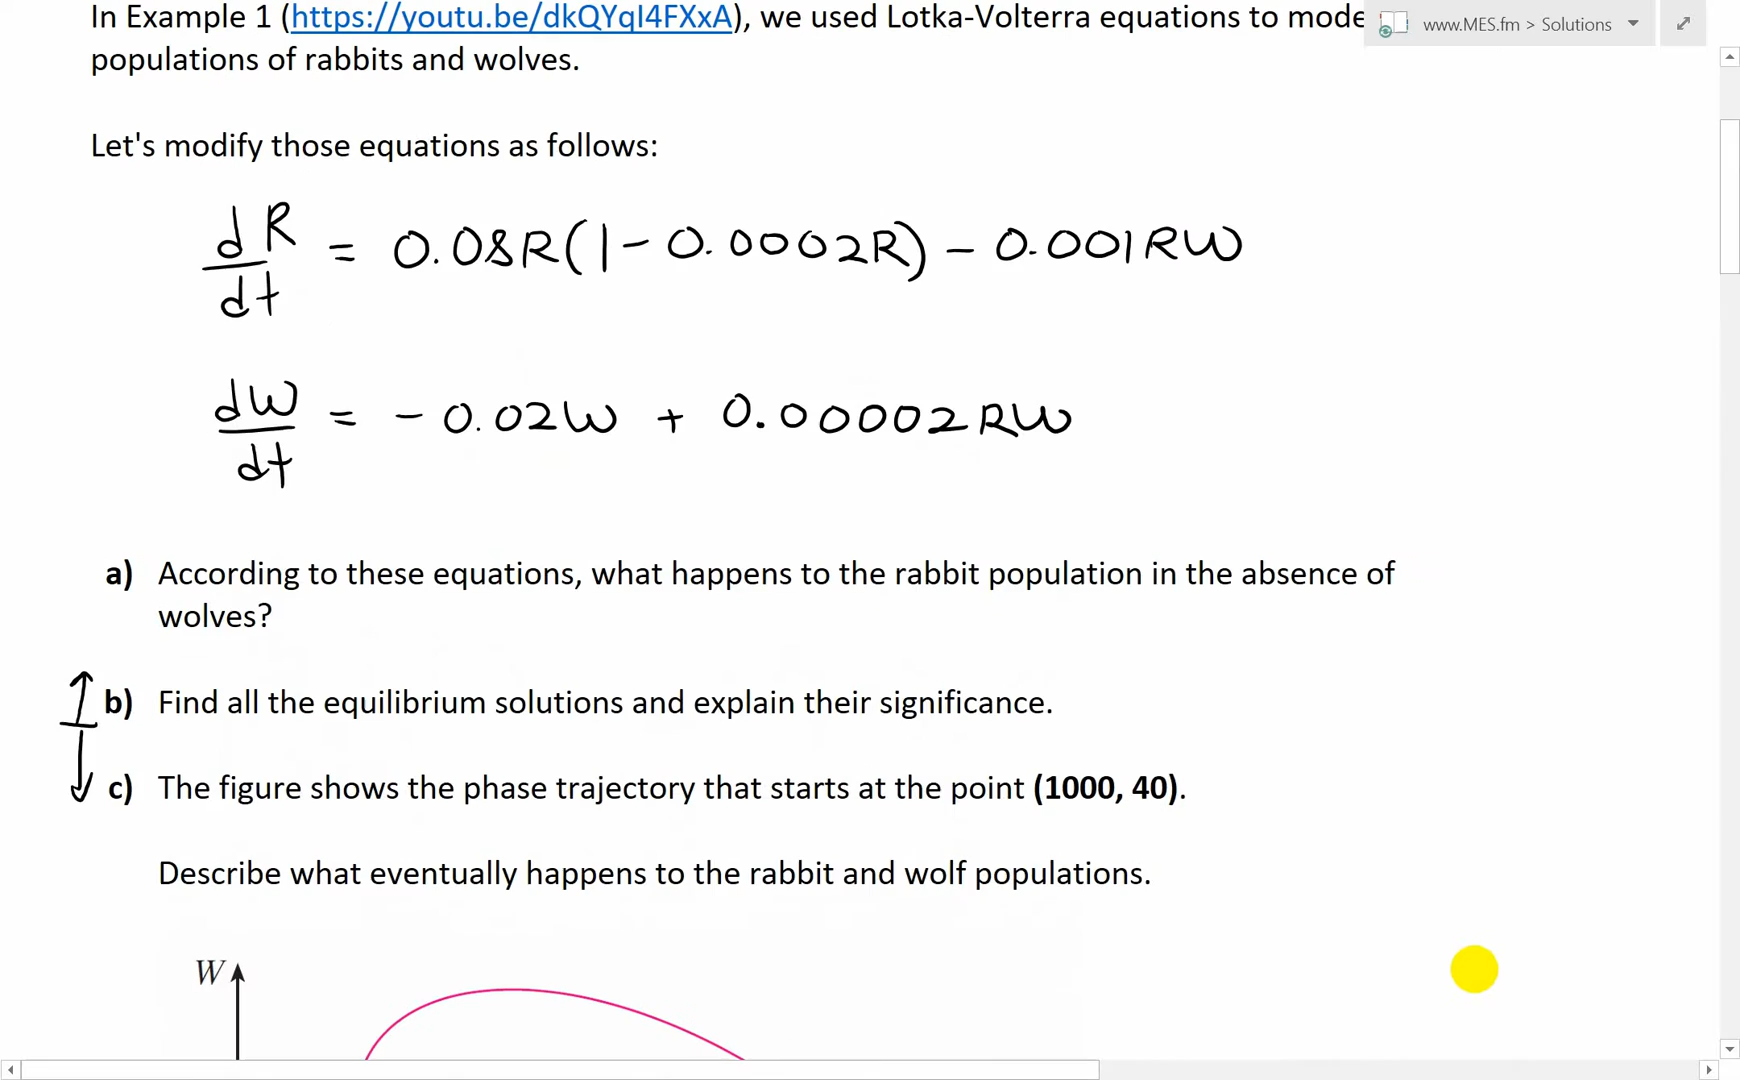 In Example 1 (https://youtu.be/dkQYqI4FXxA), we used Lotka-Volterra equations to mode
www.MES.fm > Solutions
populations of rabbits and wolves.
Let's modify those equations as follows:
dR/dt = 0.08R(1 - 0.0002R) - 0.001RW
dW/dt = - 0.02W + 0.00002RW
a) According to these equations, what happens to the rabbit population in the absence of
wolves?
b) Find all the equilibrium solutions and explain their significance.
c) The figure shows the phase trajectory that starts at the point (1000, 40).
Describe what eventually happens to the rabbit and wolf populations.
W